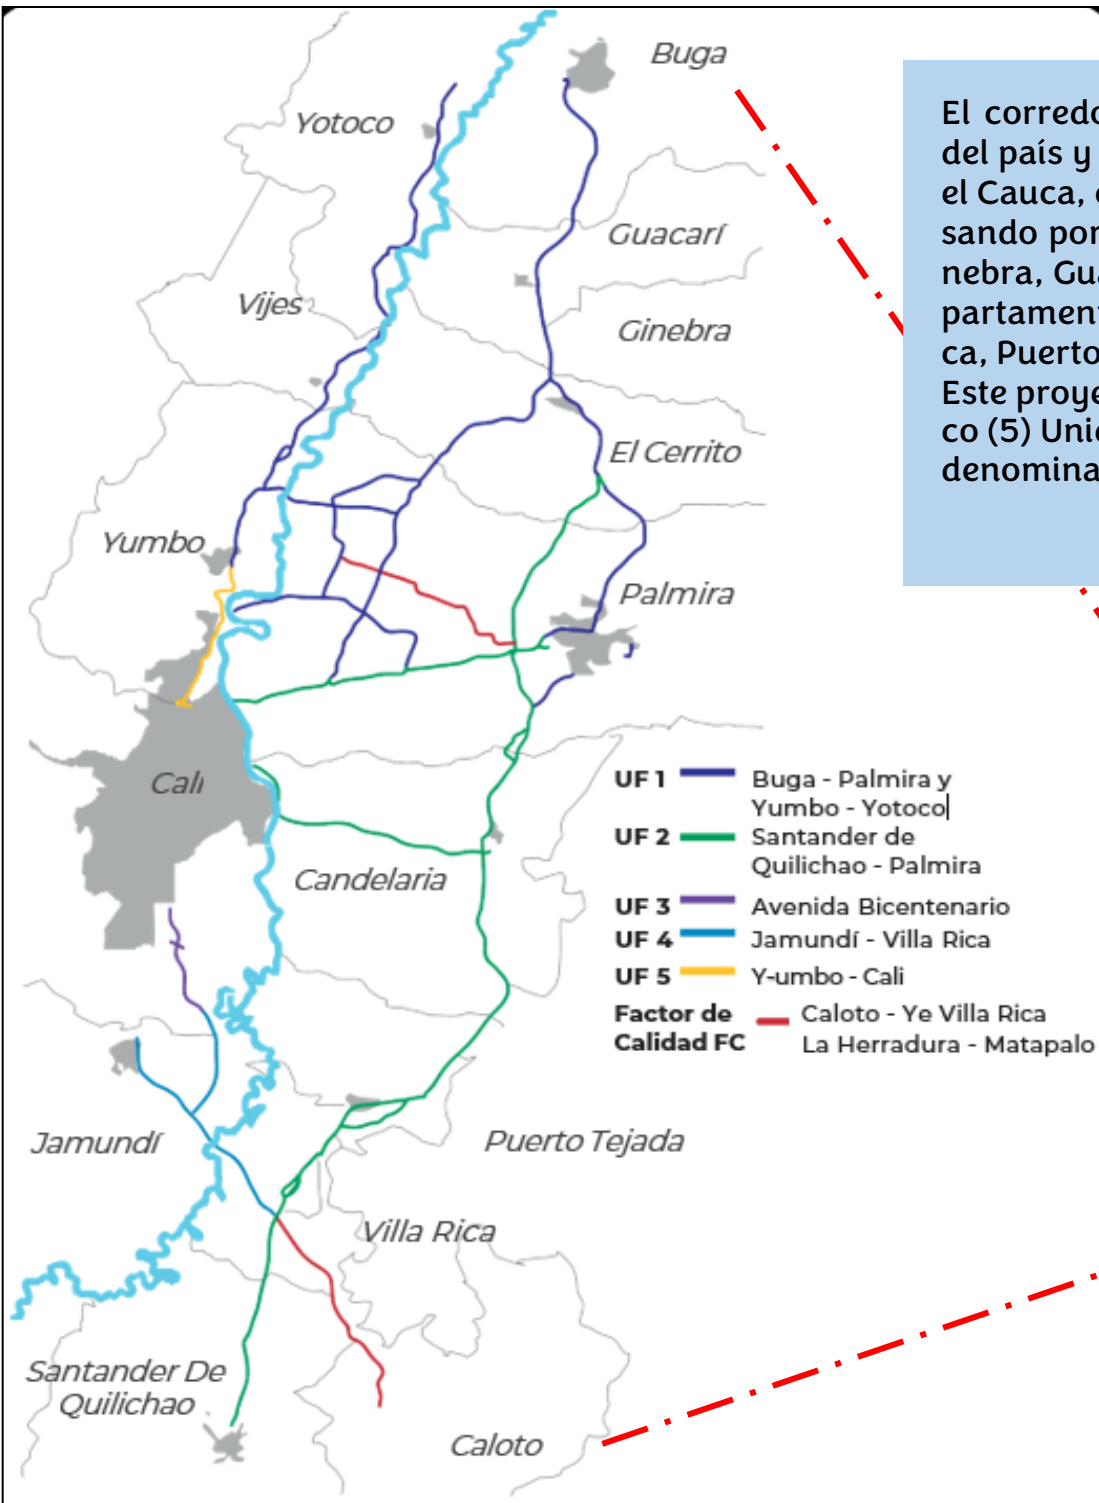 Buga
Yotoco
Guacarí
Vijes
Ginebra
El Cerrito
Yumbo
Palmira
Cali
Candelaria
Jamundí
Puerto Tejada
Villa Rica
Santander De
Quilichao
Caloto
UF 1 Buga - Palmira y
Yumbo - Yotoco
UF 2 Santander de
Quilichao - Palmira
UF 3 Avenida Bicentenario
UF 4 Jamundí - Villa Rica
UF 5 Y-umbo - Cali
Factor de Caloto - Ye Villa Rica
Calidad FC La Herradura - Matapalo
El corredo
del país y
el Cauca,
sando por
nebra, Gua
partament
ca, Puerto
Este proye
co (5) Unid
denomina